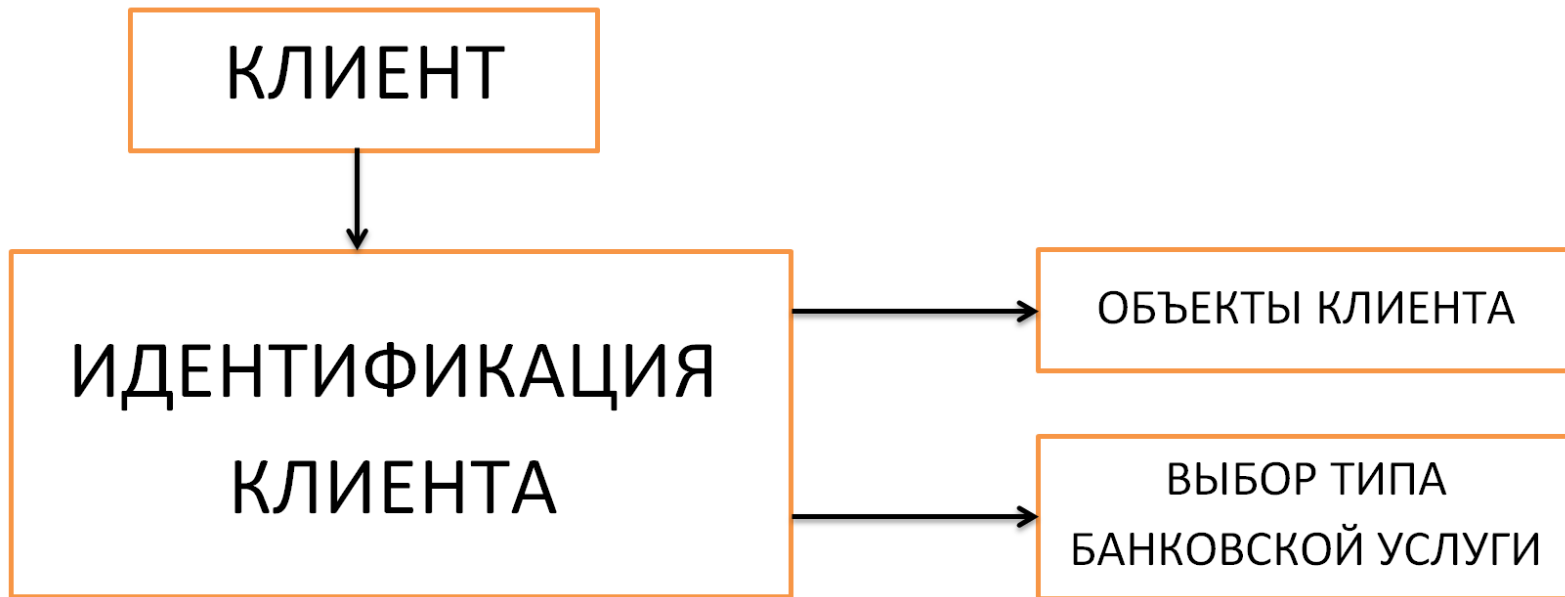 КЛИЕНТ
ИДЕНТИФИКАЦИЯ
КЛИЕНТА
ОБЪЕКТЫ КЛИЕНТА
ВЫБОР ТИПА
БАНКОВСКОЙ УСЛУГИ